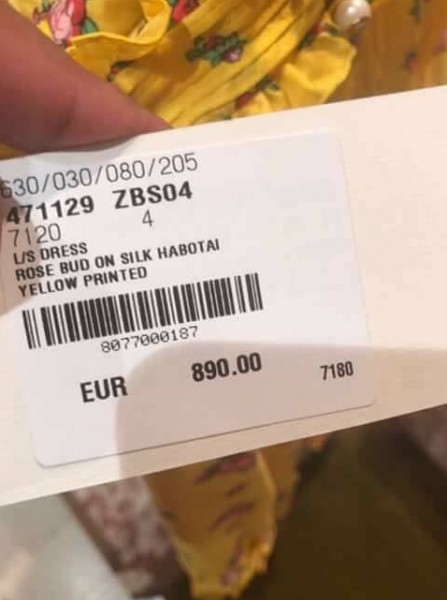 630/030/080/205
471129 ZBS04
7120 4
L/S DRESS
ROSE BUD ON SILK HABOTAI
YELLOW PRINTED
8077000187
EUR 890.00 7180